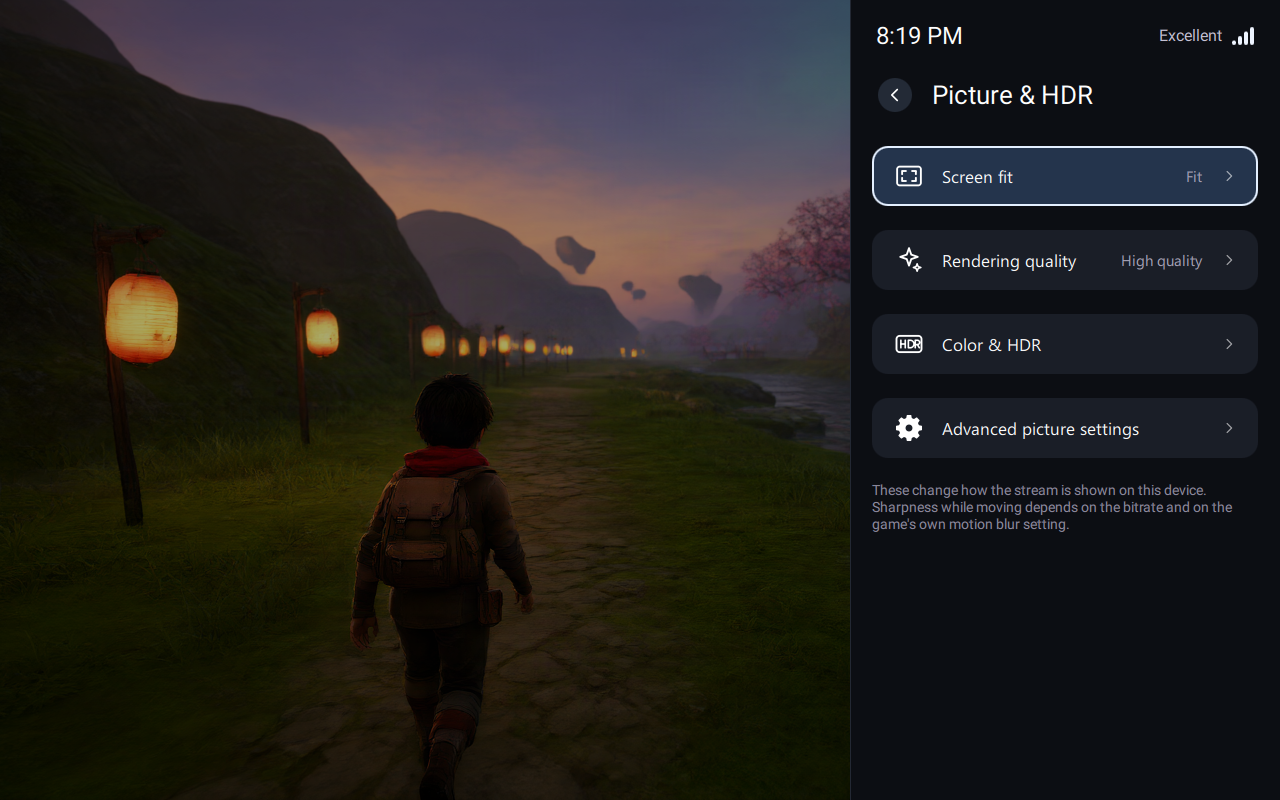 8:19 PM
Excellent
Picture & HDR
Screen fit
Fit
Rendering quality
High quality
HDR
Color & HDR
Advanced picture settings
These change how the stream is shown on this device.
Sharpness while moving depends on the bitrate and on the
game's own motion blur setting.